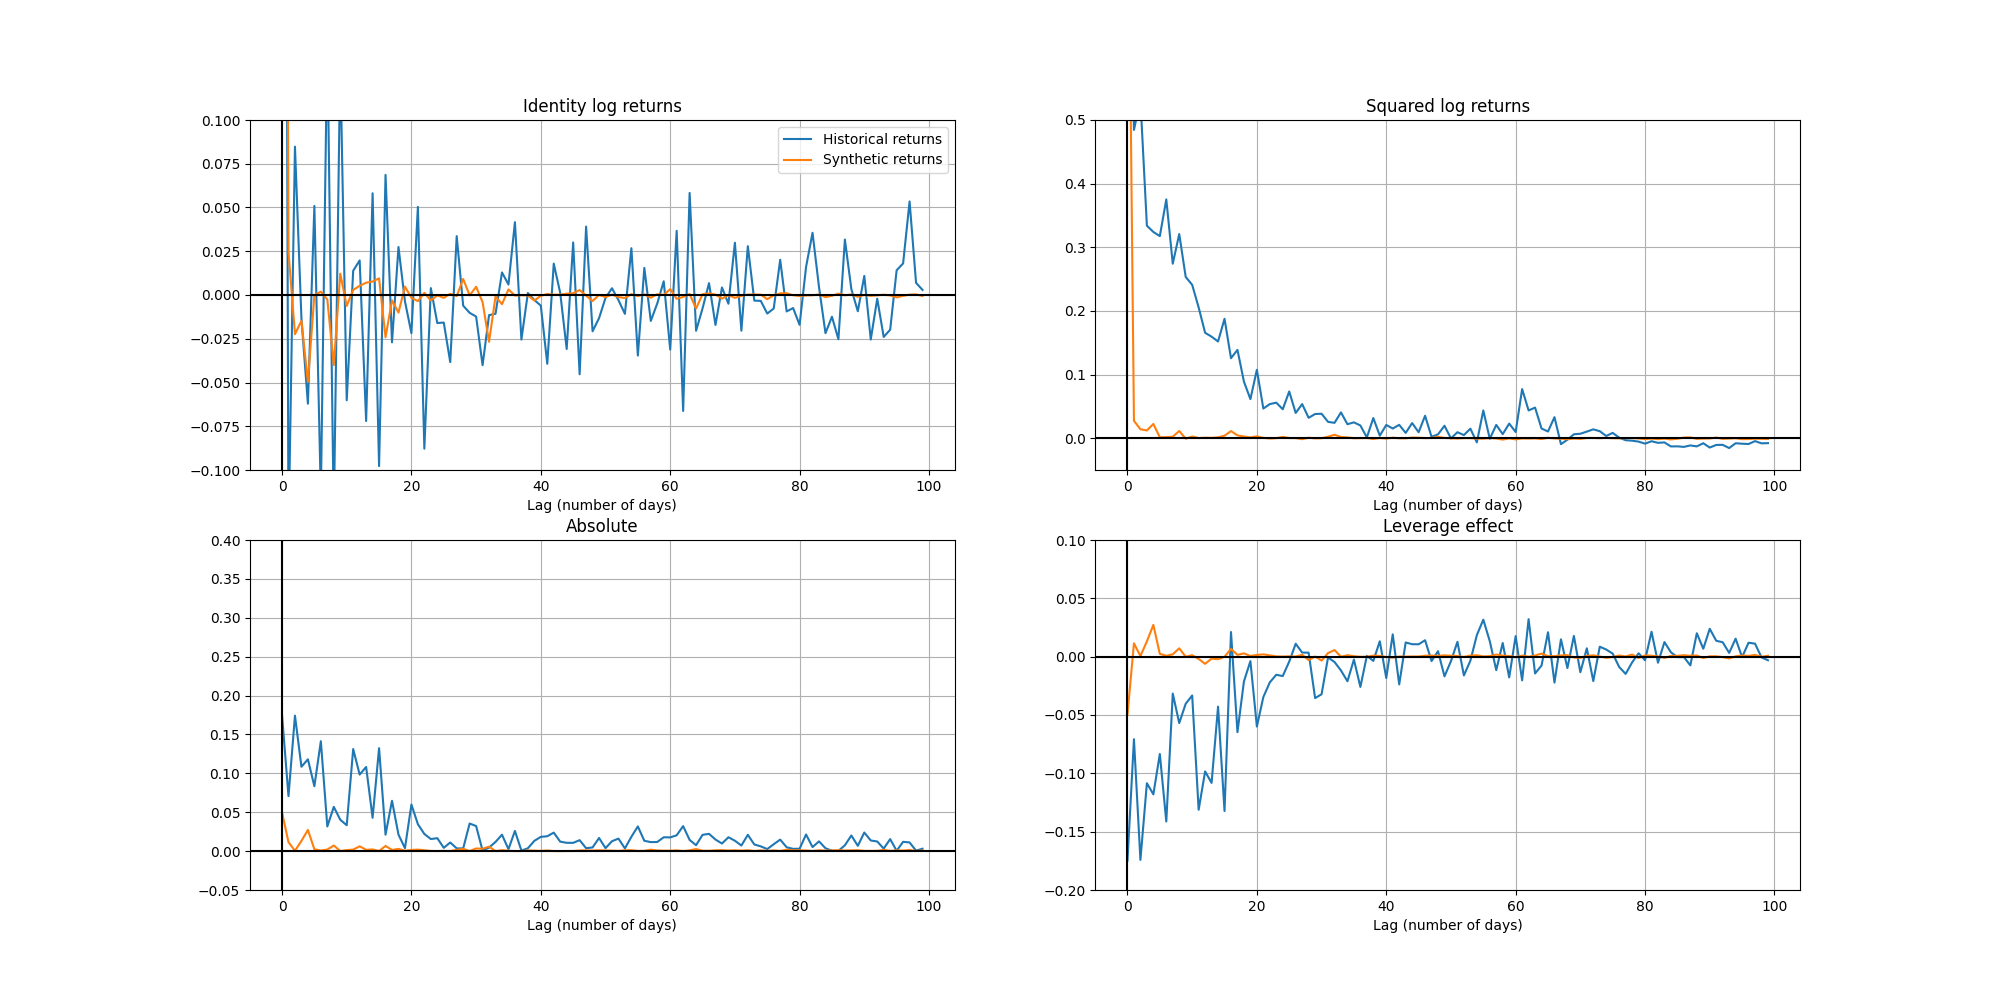 Identity log returns
0.100
0.075
0.050
0.025
0.000
−0.025
−0.050
−0.075
−0.100
Historical returns
Synthetic returns
0 20 40 60 80 100
Lag (number of days)
Squared log returns
0.5
0.4
0.3
0.2
0.1
0.0
0 20 40 60 80 100
Lag (number of days)
Absolute
0.40
0.35
0.30
0.25
0.20
0.15
0.10
0.05
0.00
−0.05
0 20 40 60 80 100
Lag (number of days)
Leverage effect
0.10
0.05
0.00
−0.05
−0.10
−0.15
−0.20
0 20 40 60 80 100
Lag (number of days)